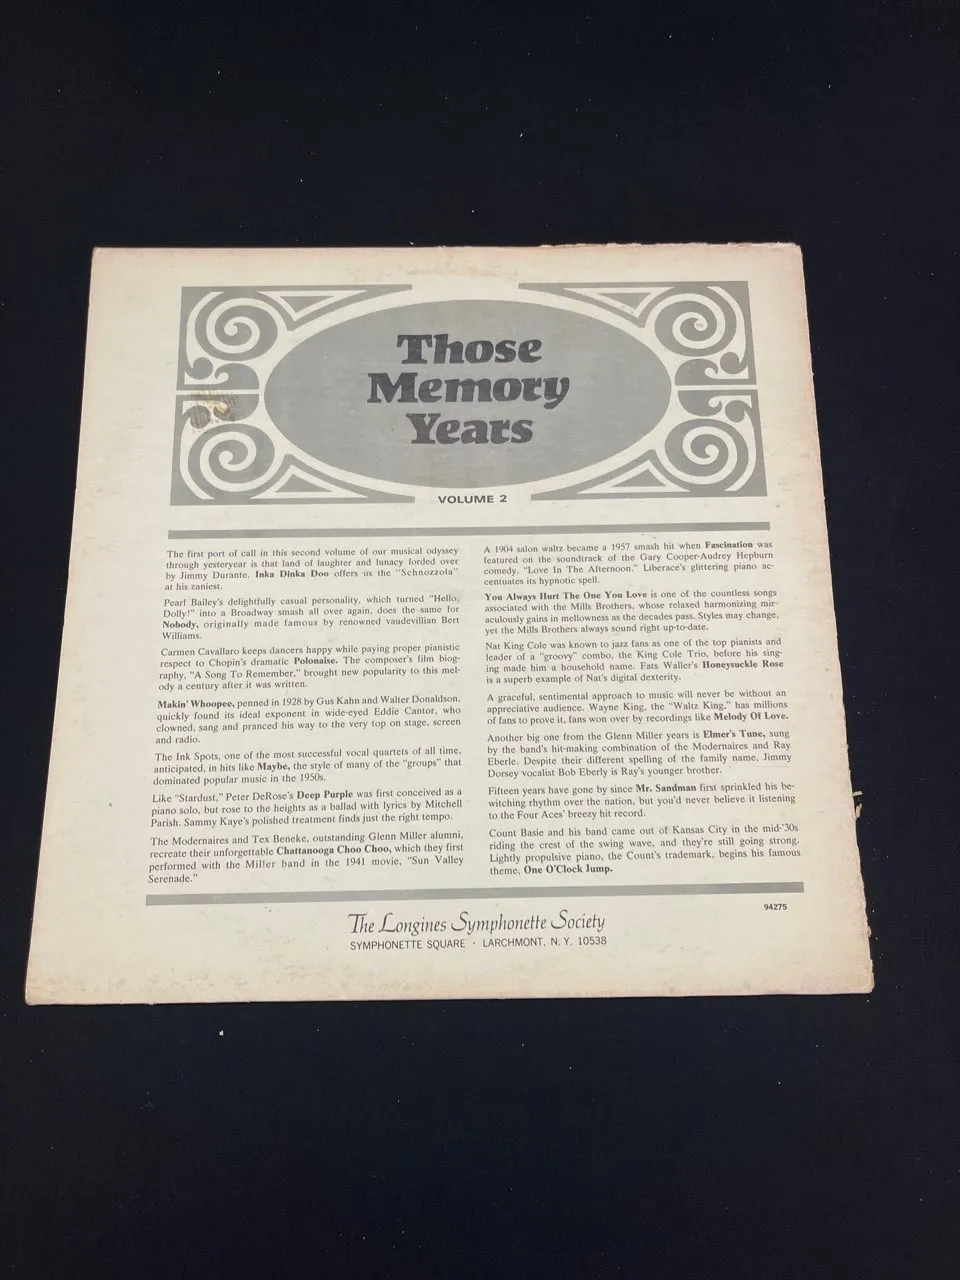 Those
Memory
Years
VOLUME 2
The first port of call in this second volume of our musical odyssey
through yesteryear is that land of laughter and lunacy lorded over
by Jimmy Durante. Inka Dinka Doo offers us the "Schnozzola"
at his zaniest.
Pearl Bailey's delightfully casual personality, which turned "Hello,
Dolly!" into a Broadway smash all over again, does the same for
Nobody, originally made famous by renowned vaudevillian Bert
Williams.
Carmen Cavallaro keeps dancers happy while paying proper pianistic
respect to Chopin's dramatic Polonaise. The composer's film biog-
raphy, "A Song To Remember," brought new popularity to this mel-
ody a century after it was written.
Makin' Whoopee, penned in 1928 by Gus Kahn and Walter Donaldson,
quickly found its ideal exponent in wide-eyed Eddie Cantor, who
clowned, sang and pranced his way to the very top on stage, screen
and radio.
The Ink Spots, one of the most successful vocal quartets of all time,
anticipated, in hits like Maybe, the style of many of the "groups" that
dominated popular music in the 1950s.
Like "Stardust," Peter DeRose's Deep Purple was first conceived as a
piano solo, but rose to the heights as a ballad with lyrics by Mitchell
Parish. Sammy Kaye's polished treatment finds just the right tempo.
The Modernaires and Tex Beneke, outstanding Glenn Miller alumni,
recreate their unforgettable Chattanooga Choo Choo, which they first
performed with the Miller band in the 1941 movie, "Sun Valley
Serenade."
A 1904 salon waltz became a 1957 smash hit when Fascination was
featured on the soundtrack of the Gary Cooper-Audrey Hepburn
comedy, "Love In The Afternoon." Liberace's glittering piano ac-
centuates its hypnotic spell.
You Always Hurt The One You Love is one of the countless songs
associated with the Mills Brothers, whose relaxed harmonizing mir-
aculously gains in mellowness as the decades pass. Styles may change,
yet the Mills Brothers always sound right up-to-date.
Nat King Cole was known to jazz fans as one of the top pianists and
leader of a "groovy" combo, the King Cole Trio, before his sing-
ing made him a household name. Fats Waller's Honeysuckle Rose
is a superb example of Nat's digital dexterity.
A graceful, sentimental approach to music will never be without an
appreciative audience. Wayne King, the "Waltz King," has millions
of fans to prove it, fans won over by recordings like Melody Of Love.
Another big one from the Glenn Miller years is Elmer's Tune, sung
by the band's hit-making combination of the Modernaires and Ray
Eberle. Despite their different spelling of the family name, Jimmy
Dorsey vocalist Bob Eberly is Ray's younger brother.
Fifteen years have gone by since Mr. Sandman first sprinkled his be-
witching rhythm over the nation, but you'd never believe it listening
to the Four Aces' breezy hit record.
Count Basie and his band came out of Kansas City in the mid-'30s
riding the crest of the swing wave, and they're still going strong.
Lightly propulsive piano, the Count's trademark, begins his famous
theme, One O'Clock Jump.
94275
The Longines Symphonette Society
SYMPHONETTE SQUARE · LARCHMONT, N. Y. 10538